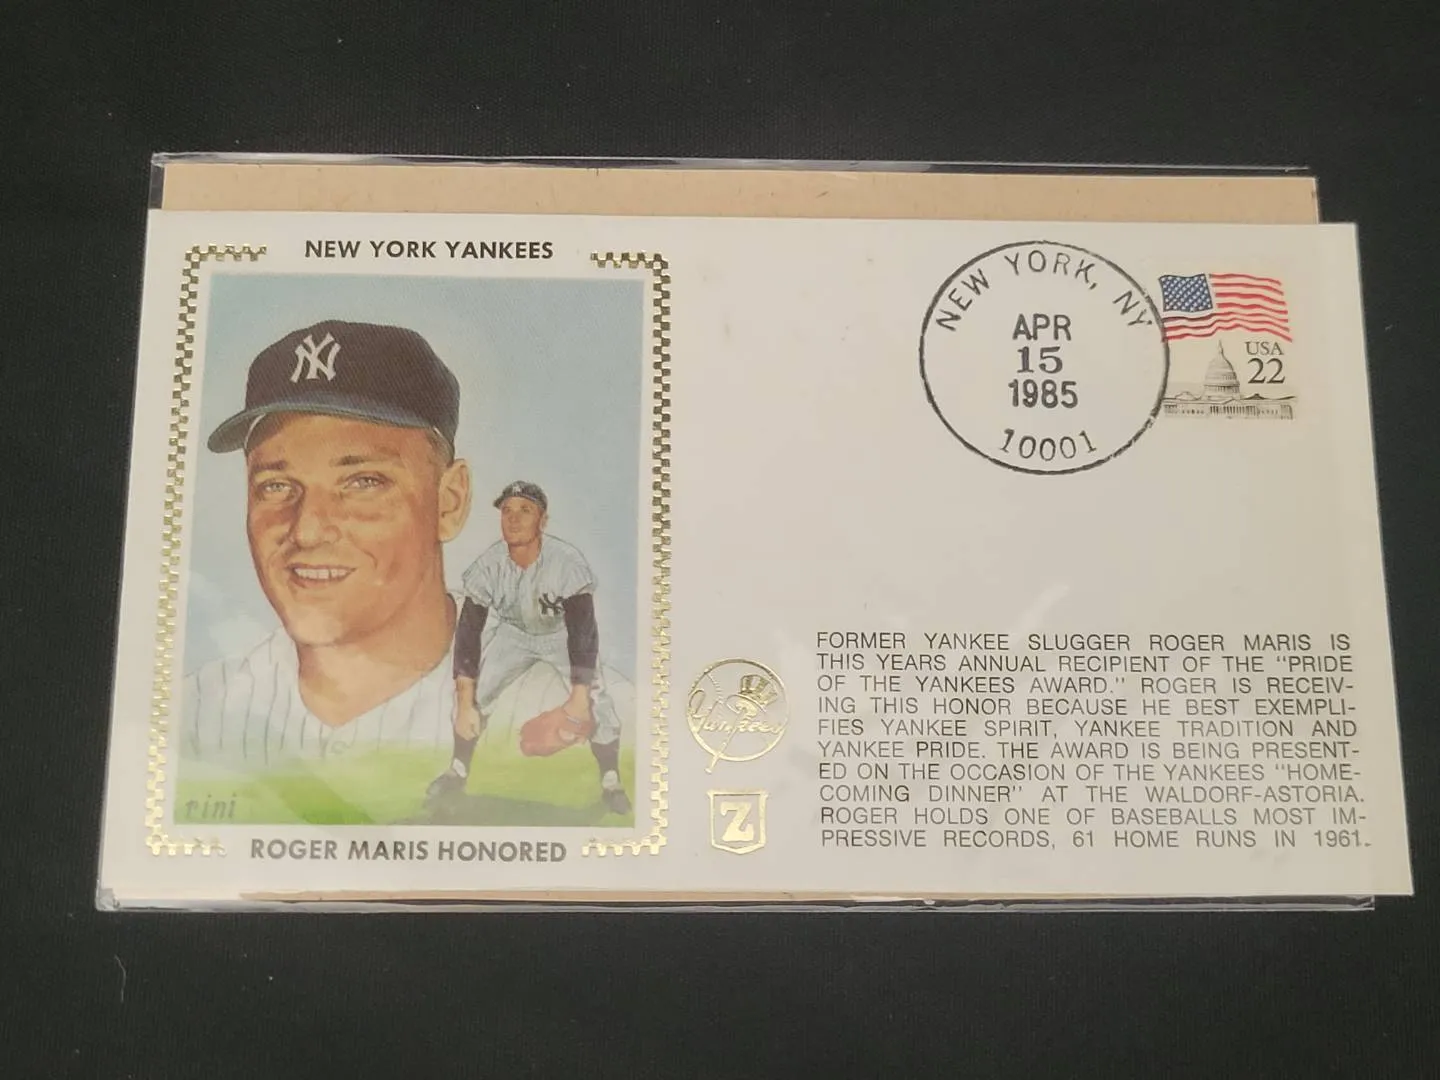 NEW YORK YANKEES
NY
NY
rini
ROGER MARIS HONORED
Yankees
Z
NEW YORK, NY
APR
15
1985
10001
USA
22
FORMER YANKEE SLUGGER ROGER MARIS IS
THIS YEARS ANNUAL RECIPIENT OF THE "PRIDE
OF THE YANKEES AWARD." ROGER IS RECEIV-
ING THIS HONOR BECAUSE HE BEST EXEMPLI-
FIES YANKEE SPIRIT, YANKEE TRADITION AND
YANKEE PRIDE. THE AWARD IS BEING PRESENT-
ED ON THE OCCASION OF THE YANKEES "HOME-
COMING DINNER" AT THE WALDORF-ASTORIA.
ROGER HOLDS ONE OF BASEBALLS MOST IM-
PRESSIVE RECORDS, 61 HOME RUNS IN 1961.